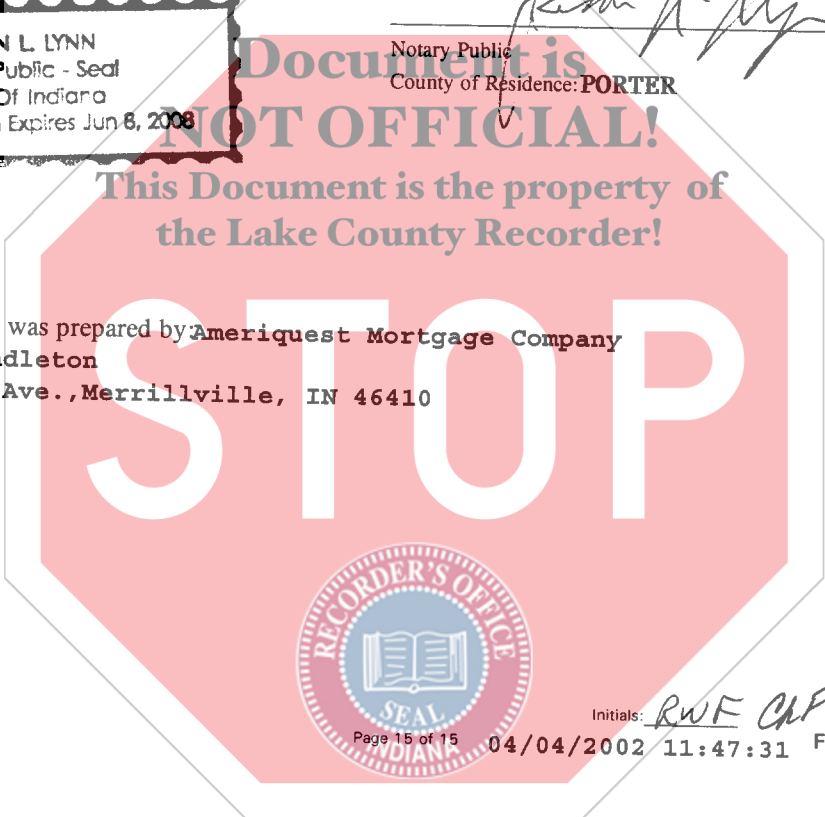 N L. LYNN
Public - Seal
Of Indiana
Expires Jun 8, 2008
Notary Public
County of Residence: PORTER
Document is
NOT OFFICIAL!
This Document is the property of
the Lake County Recorder!
was prepared by: Ameriquest Mortgage Company
dleton
Ave., Merrillville, IN 46410
STOP
RECORDER'S OFFICE
SEAL
INDIANA
Initials: RWF
Page 15 of 15
04/04/2002 11:47:31 F